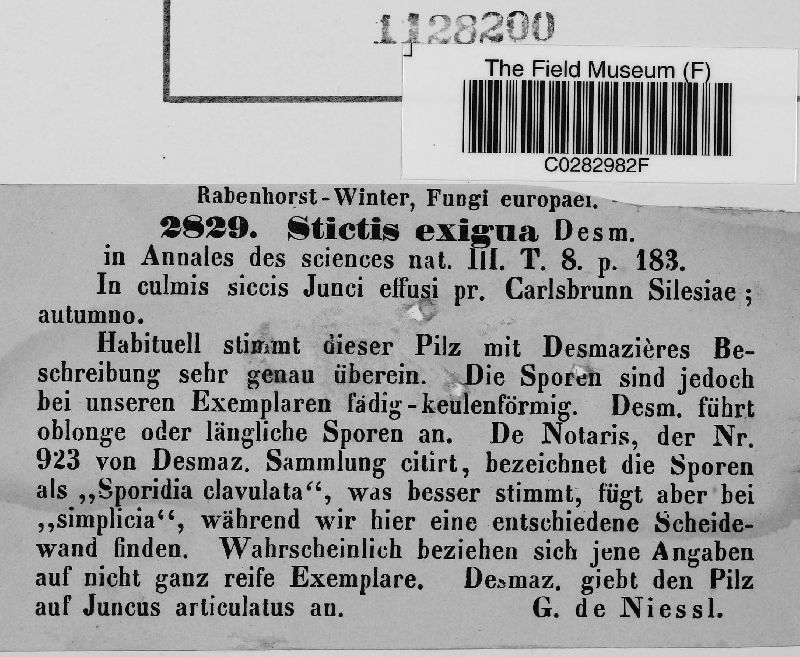 1128200
The Field Museum (F)
C0282982F
Rabenhorst-Winter, Fungi europaei.
2829. Stictis exigua Desm.
in Annales des sciences nat. III. T. 8. p. 183.
In culmis siccis Junci effusi pr. Carlsbrunn Silesiae;
autumno.
Habituell stimmt dieser Pilz mit Desmazières Be-
schreibung sehr genau überein. Die Sporen sind jedoch
bei unseren Exemplaren fädig-keulenförmig. Desm. führt
oblonge oder längliche Sporen an. De Notaris, der Nr.
923 von Desmaz. Sammlung citirt, bezeichnet die Sporen
als „Sporidia clavulata“, was besser stimmt, fügt aber bei
„simplicia“, während wir hier eine entschiedene Scheide-
wand finden. Wahrscheinlich beziehen sich jene Angaben
auf nicht ganz reife Exemplare. Desmaz. giebt den Pilz
auf Juncus articulatus an. G. de Niessl.